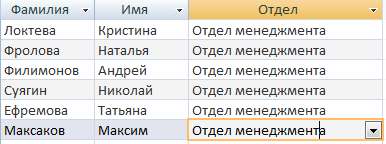 Фамилия Имя Отдел
Локтева Кристина Отдел менеджмента
Фролова Наталья Отдел менеджмента
Филимонов Андрей Отдел менеджмента
Суягин Николай Отдел менеджмента
Ефремова Татьяна Отдел менеджмента
Максаков Максим Отдел менеджмента